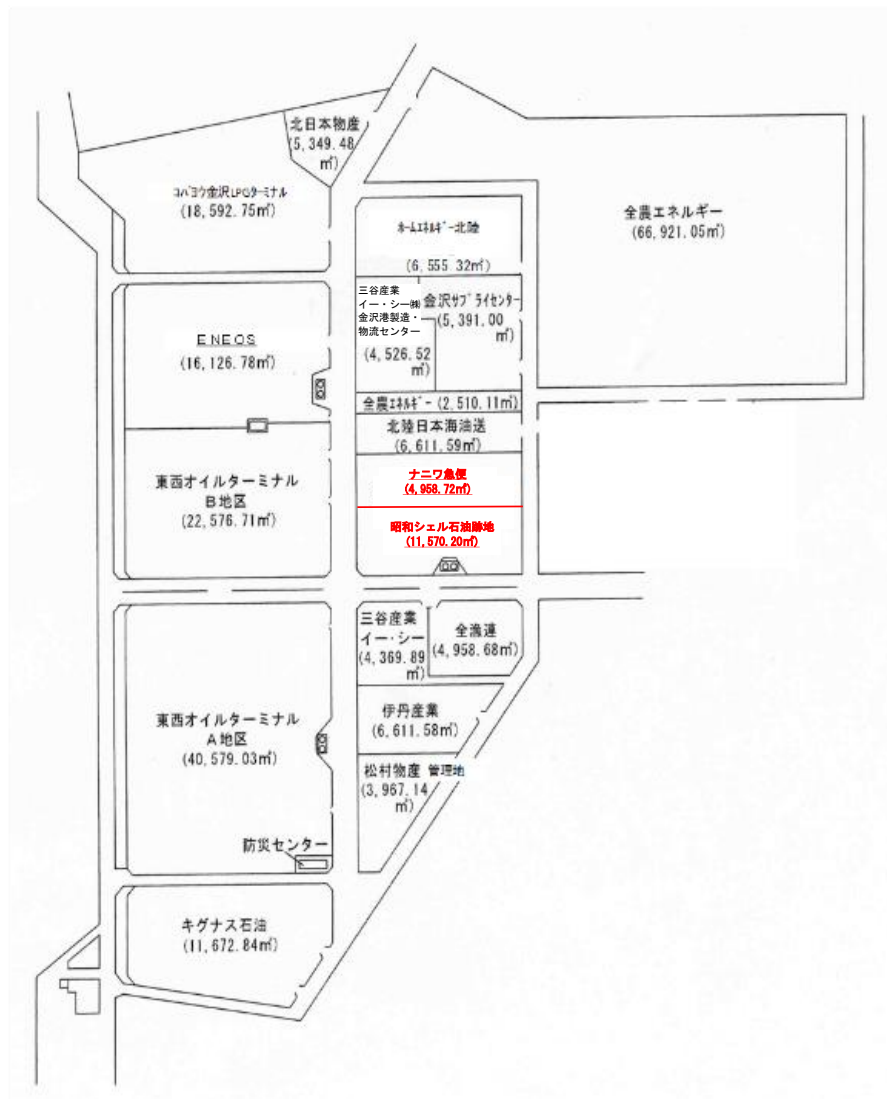 北日本物産
(5,349.48
㎡)
コバヨウ金沢LPGターミナル
(18,592.75㎡)
全農エネルギー
(66,921.05㎡)
ホームエネルギー北陸
(6,555.32㎡)
三谷産業
イー・シー㈱
金沢港製造・
物流センター
(4,526.52
㎡)
金沢サプライセンター
(5,391.00
㎡)
ENEOS
(16,126.78㎡)
全農エネルギー(2,510.11㎡)
北陸日本海油送
(6,611.59㎡)
東西オイルターミナル
B地区
(22,576.71㎡)
ナニワ急便
(4,958.72㎡)
昭和シェル石油跡地
(11,570.20㎡)
三谷産業
イー・シー
(4,369.89
㎡)
全漁連
(4,958.68㎡)
東西オイルターミナル
A地区
(40,579.03㎡)
伊丹産業
(6,611.58㎡)
松村物産 管理地
(3,967.14
㎡)
防災センター
キグナス石油
(11,672.84㎡)